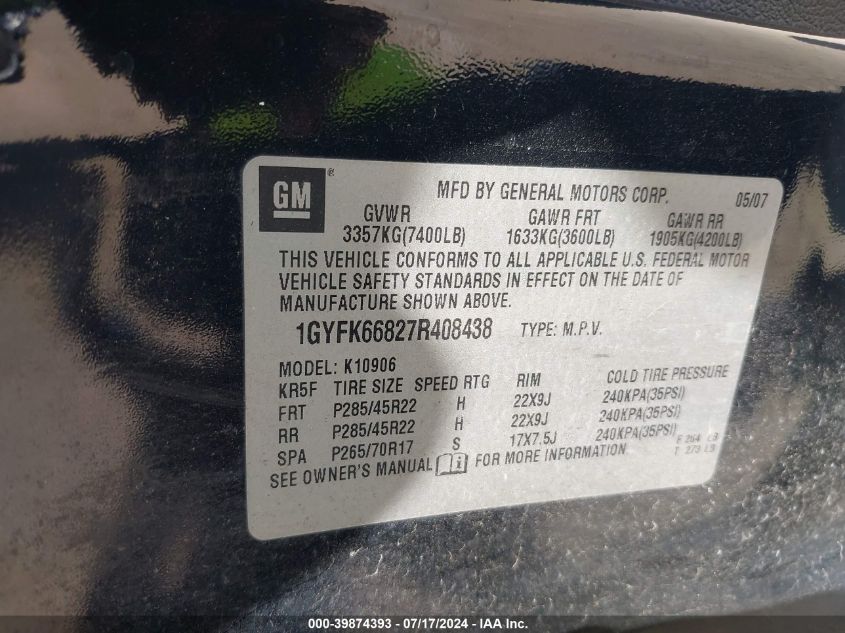 GM ® MFD BY GENERAL MOTORS CORP. 05/07
GVWR GAWR FRT GAWR RR
3357KG(7400LB) 1633KG(3600LB) 1905KG(4200LB)
THIS VEHICLE CONFORMS TO ALL APPLICABLE U.S. FEDERAL MOTOR
VEHICLE SAFETY STANDARDS IN EFFECT ON THE DATE OF
MANUFACTURE SHOWN ABOVE.
1GYFK66827R408438 TYPE: M.P.V.
MODEL: K10906
KR5F TIRE SIZE SPEED RTG RIM COLD TIRE PRESSURE
FRT P285/45R22 H 22X9J 240KPA(35PSI)
RR P285/45R22 H 22X9J 240KPA(35PSI)
SPA P265/70R17 S 17X7.5J 240KPA(35PSI)
SEE OWNER'S MANUAL FOR MORE INFORMATION
F 264 LB
T 273 LB
000-39874393 - 07/17/2024 - IAA Inc.